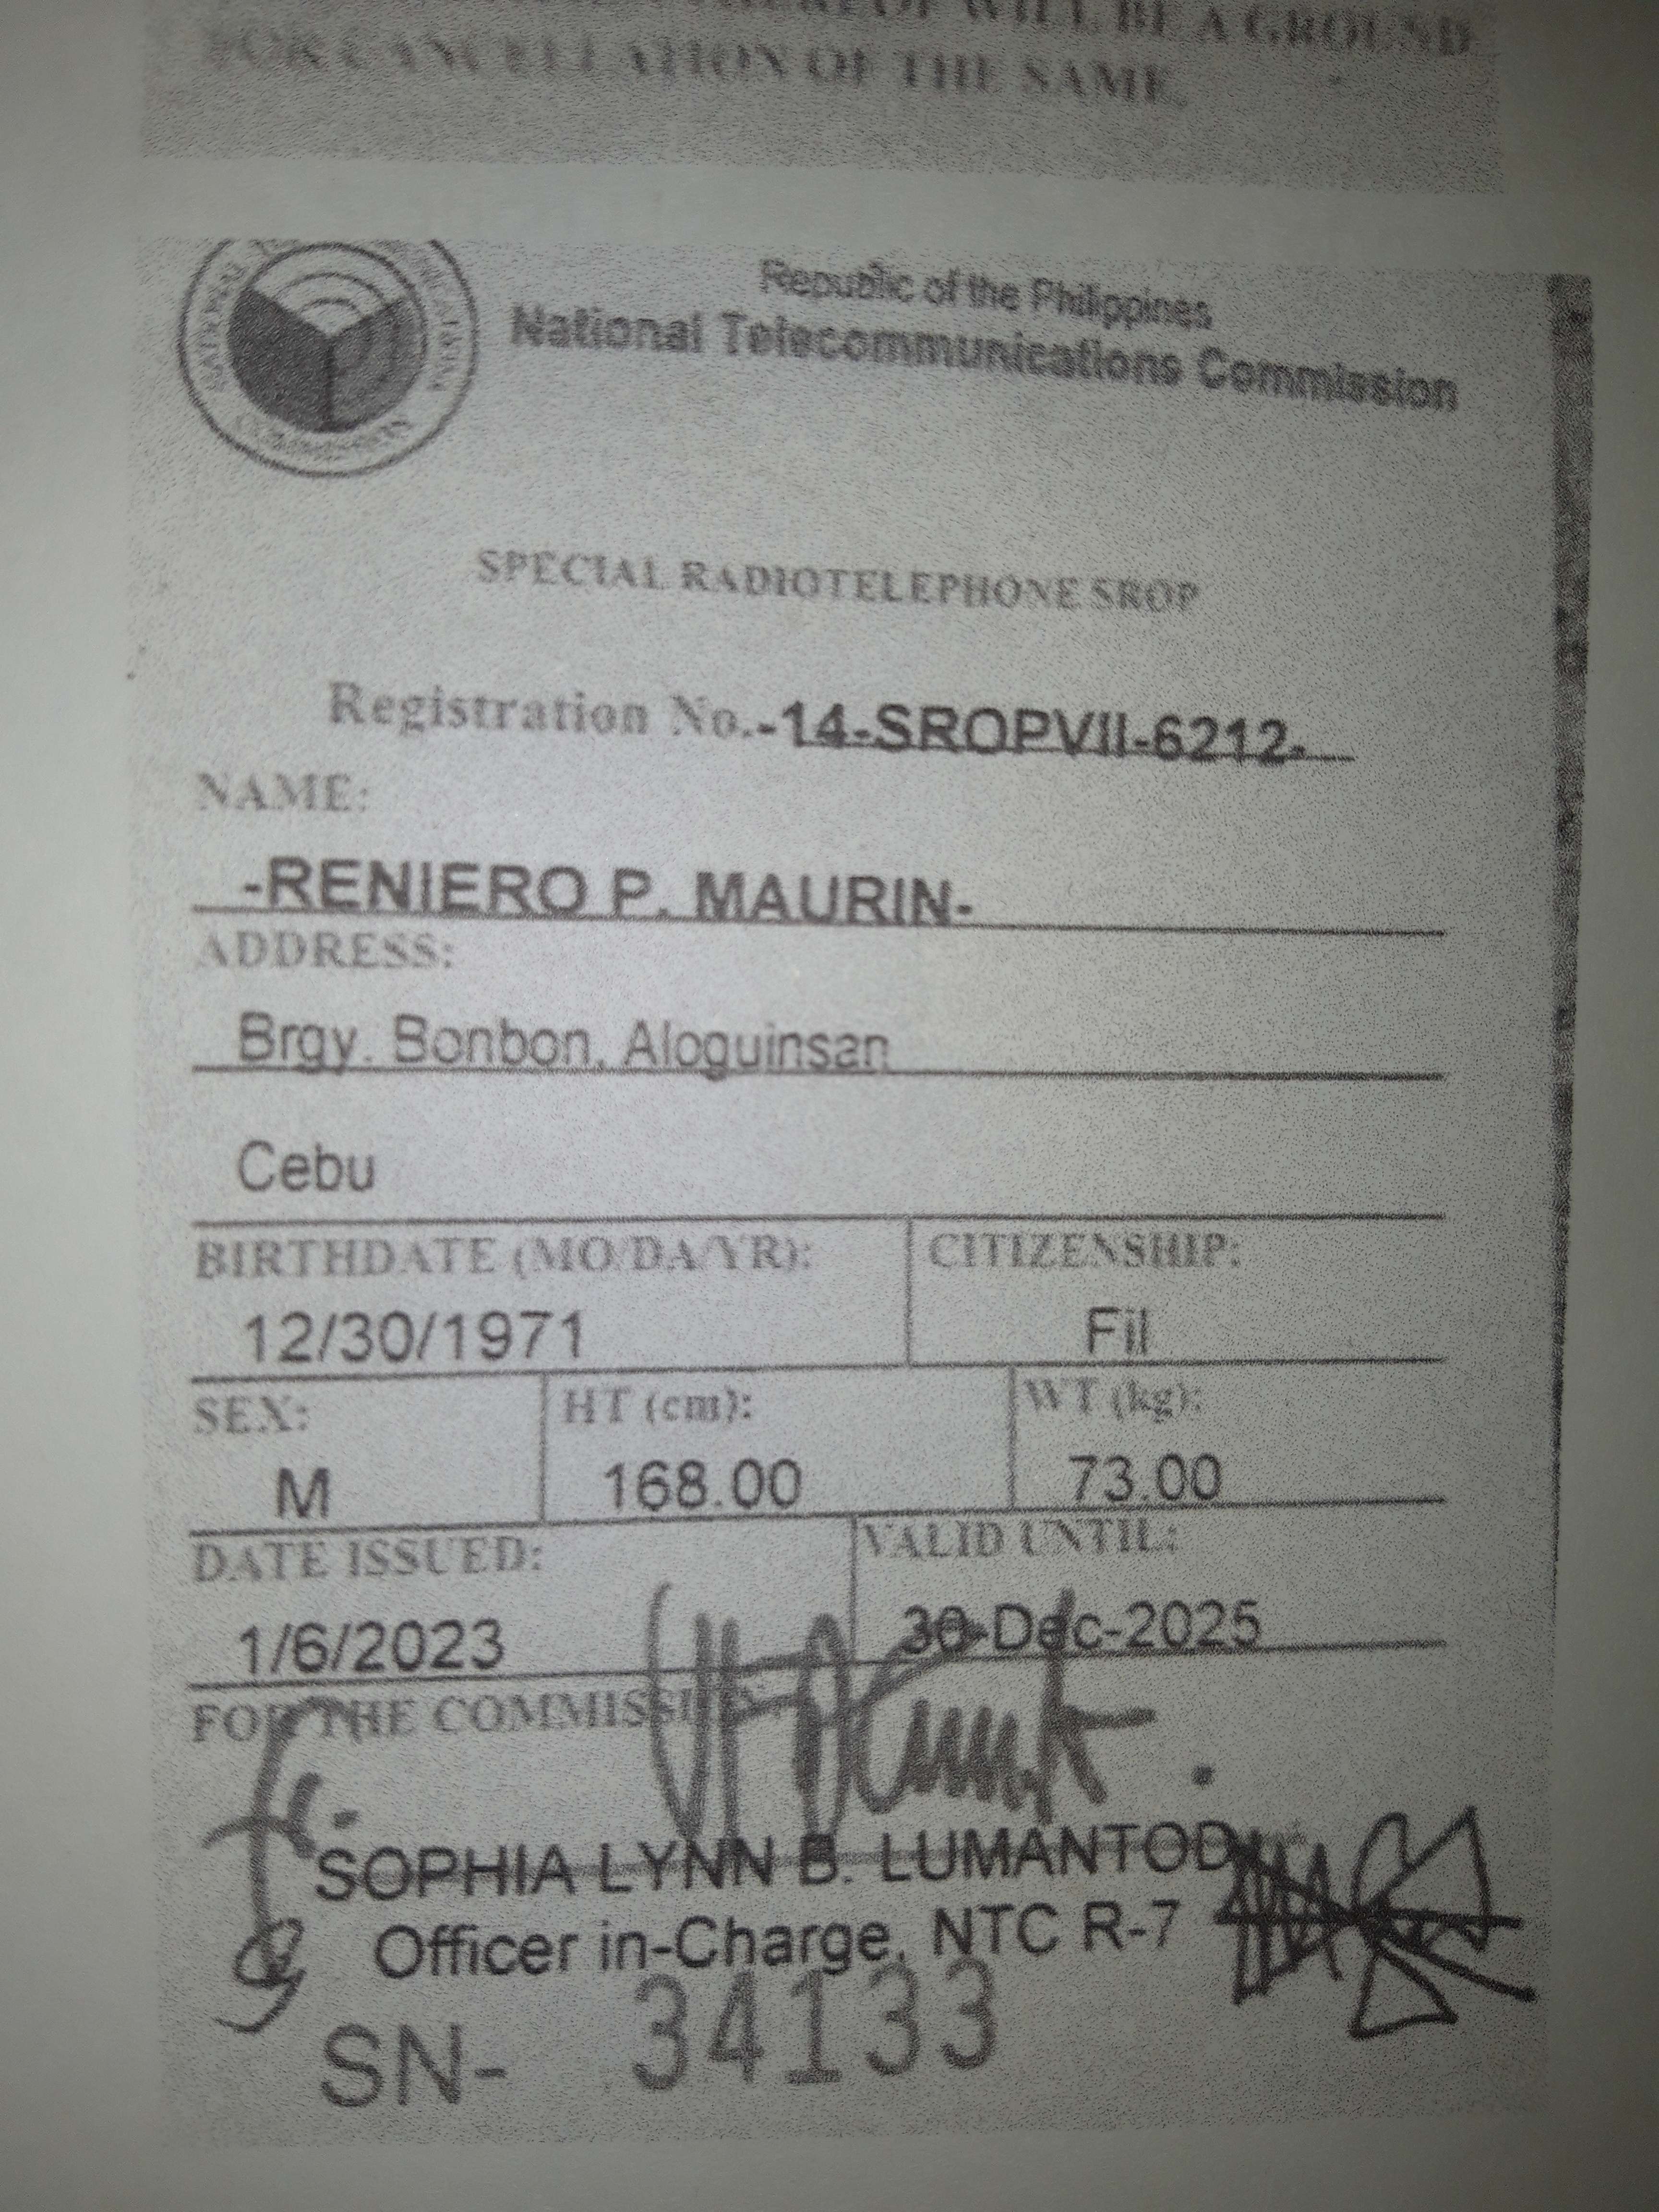 WILL BE A GROUND
FOR CANCELLATION OF THE SAME.
Republic of the Philippines
National Telecommunications Commission
COMMISSION
SPECIAL RADIOTELEPHONE SROP
Registration No.-14-SROPVII-6212-
NAME:
-RENIERO P. MAURIN-
ADDRESS:
Brgy. Bonbon, Aloguinsan
Cebu
BIRTHDATE (MO/DA/YR): CITIZENSHIP:
12/30/1971 Fil
SEX: HT (cm): WT (kg):
M 168.00 73.00
DATE ISSUED: VALID UNTIL:
1/6/2023 30-Dec-2025
FOR THE COMMISSION
SOPHIA LYNN B. LUMANTOD
Officer in-Charge, NTC R-7
SN- 34133